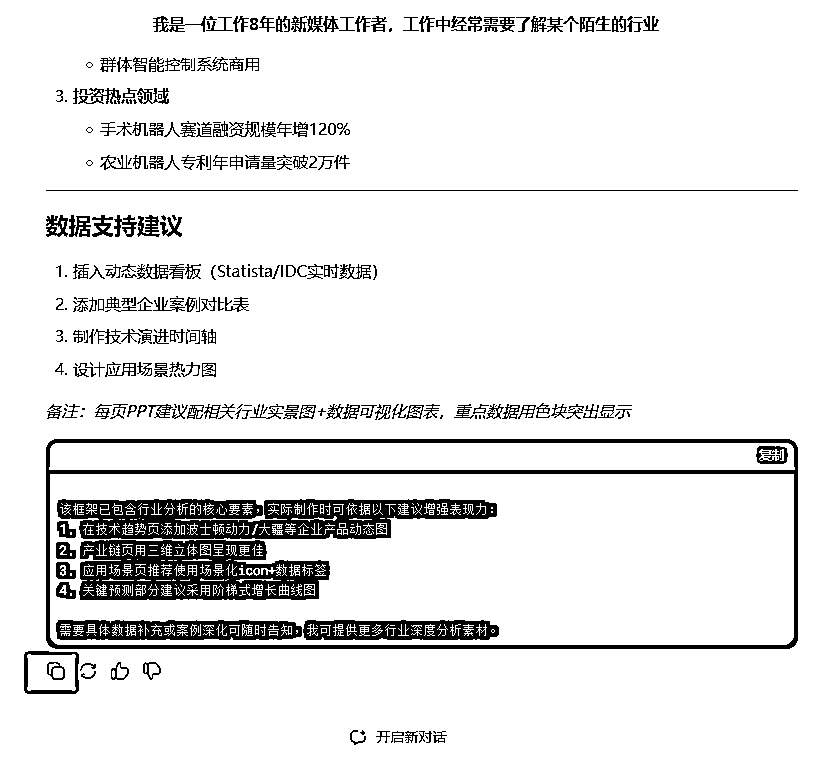 我是一位工作8年的新媒体工作者，工作中经常需要了解某个陌生的行业
群体智能控制系统商用
3. 投资热点领域
手术机器人赛道融资规模年增120%
农业机器人专利年申请量突破2万件
数据支持建议
1. 插入动态数据看板（Statista/IDC实时数据）
2. 添加典型企业案例对比表
3. 制作技术演进时间轴
4. 设计应用场景热力图
备注：每页PPT建议配相关行业实景图+数据可视化图表，重点数据用色块突出显示
复制
该框架已包含行业分析的核心要素，实际制作时可依据以下建议增强表现力：
1. 在技术趋势页添加波士顿动力/大疆等企业产品动态图
2. 产业链页用三维立体图呈现更佳
3. 应用场景页推荐使用场景化icon+数据标签
4. 关键预测部分建议采用阶梯式增长曲线图
需要具体数据补充或案例深化可随时告知，我可提供更多行业深度分析素材。
开启新对话